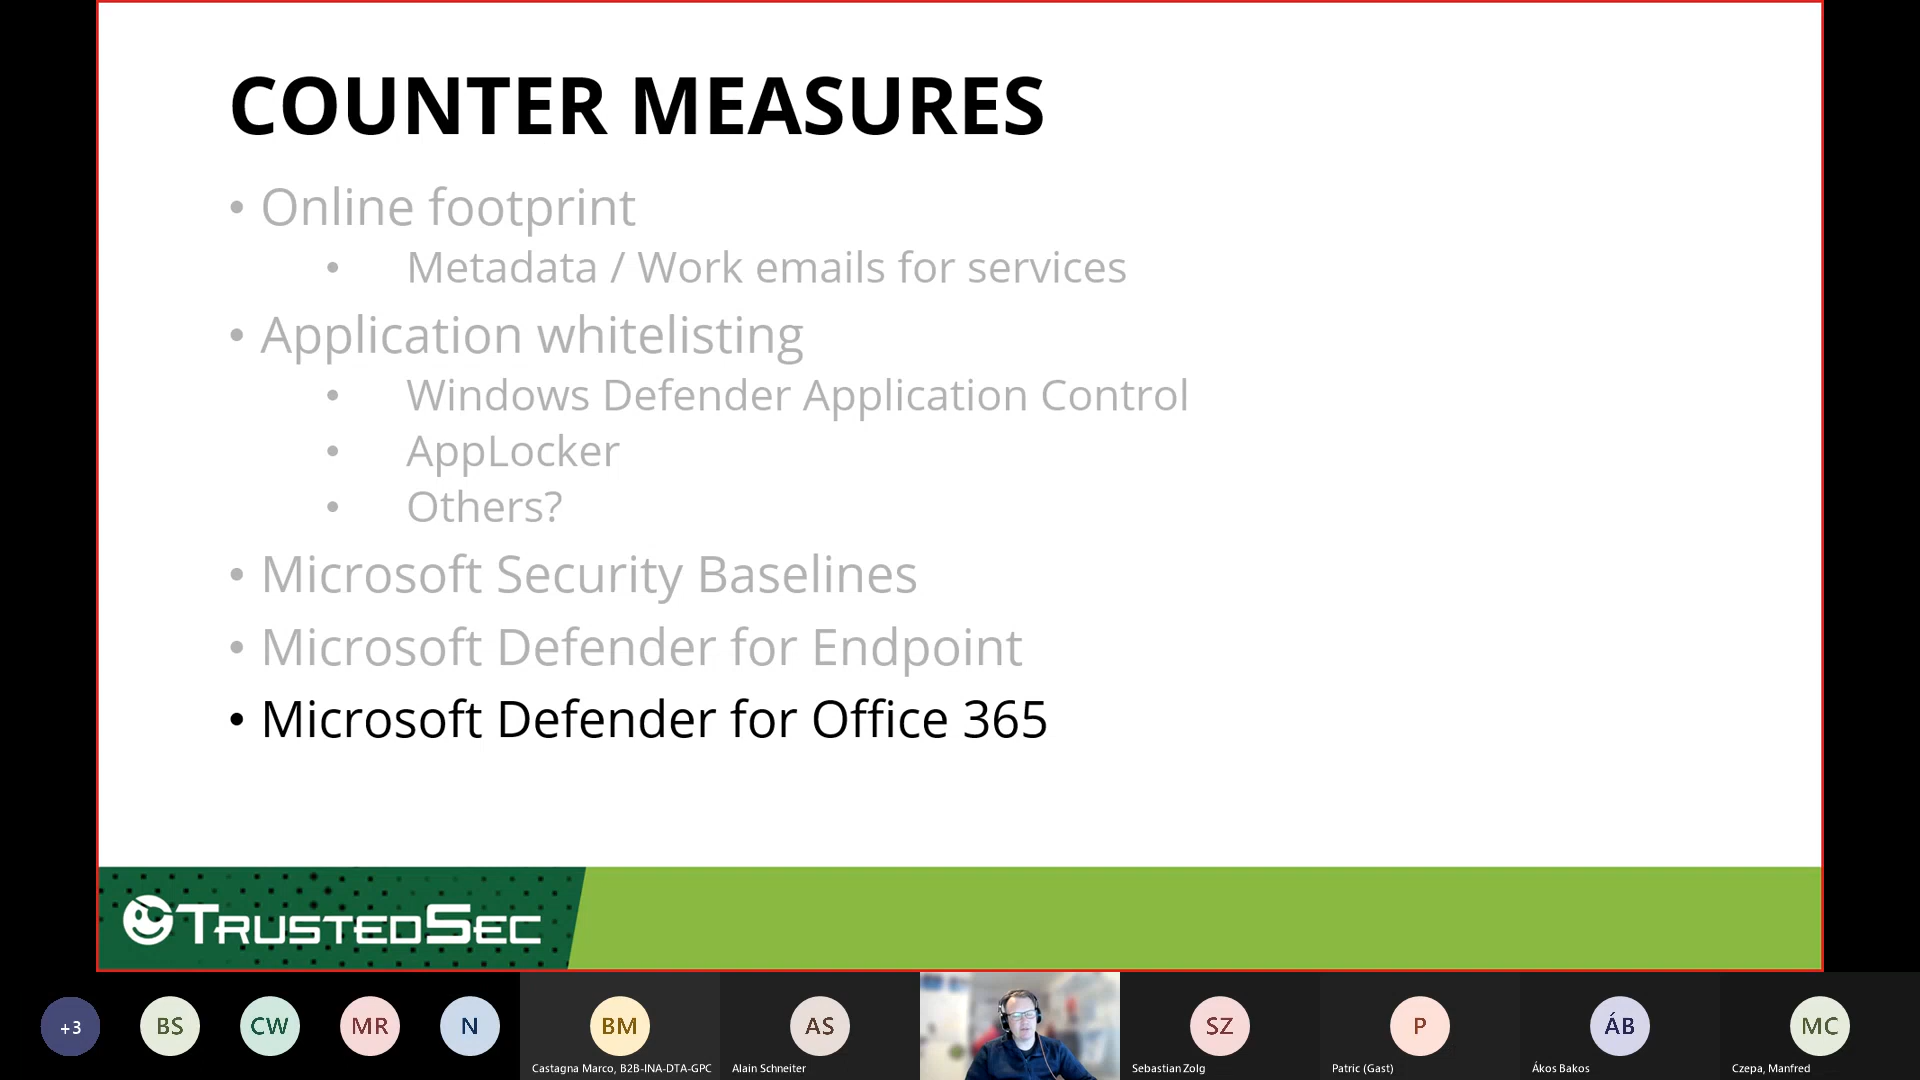 COUNTER MEASURES
• Online footprint
• Metadata / Work emails for services
• Application whitelisting
• Windows Defender Application Control
• AppLocker
• Others?
• Microsoft Security Baselines
• Microsoft Defender for Endpoint
• Microsoft Defender for Office 365
TRUSTEDSEC
+3 BS CW MR N BM AS SZ P ÁB MC
Castagna Marco, B2B-INA-DTA-GPC Alain Schneiter Sebastian Zolg Patric (Gast) Ákos Bakos Czepa, Manfred